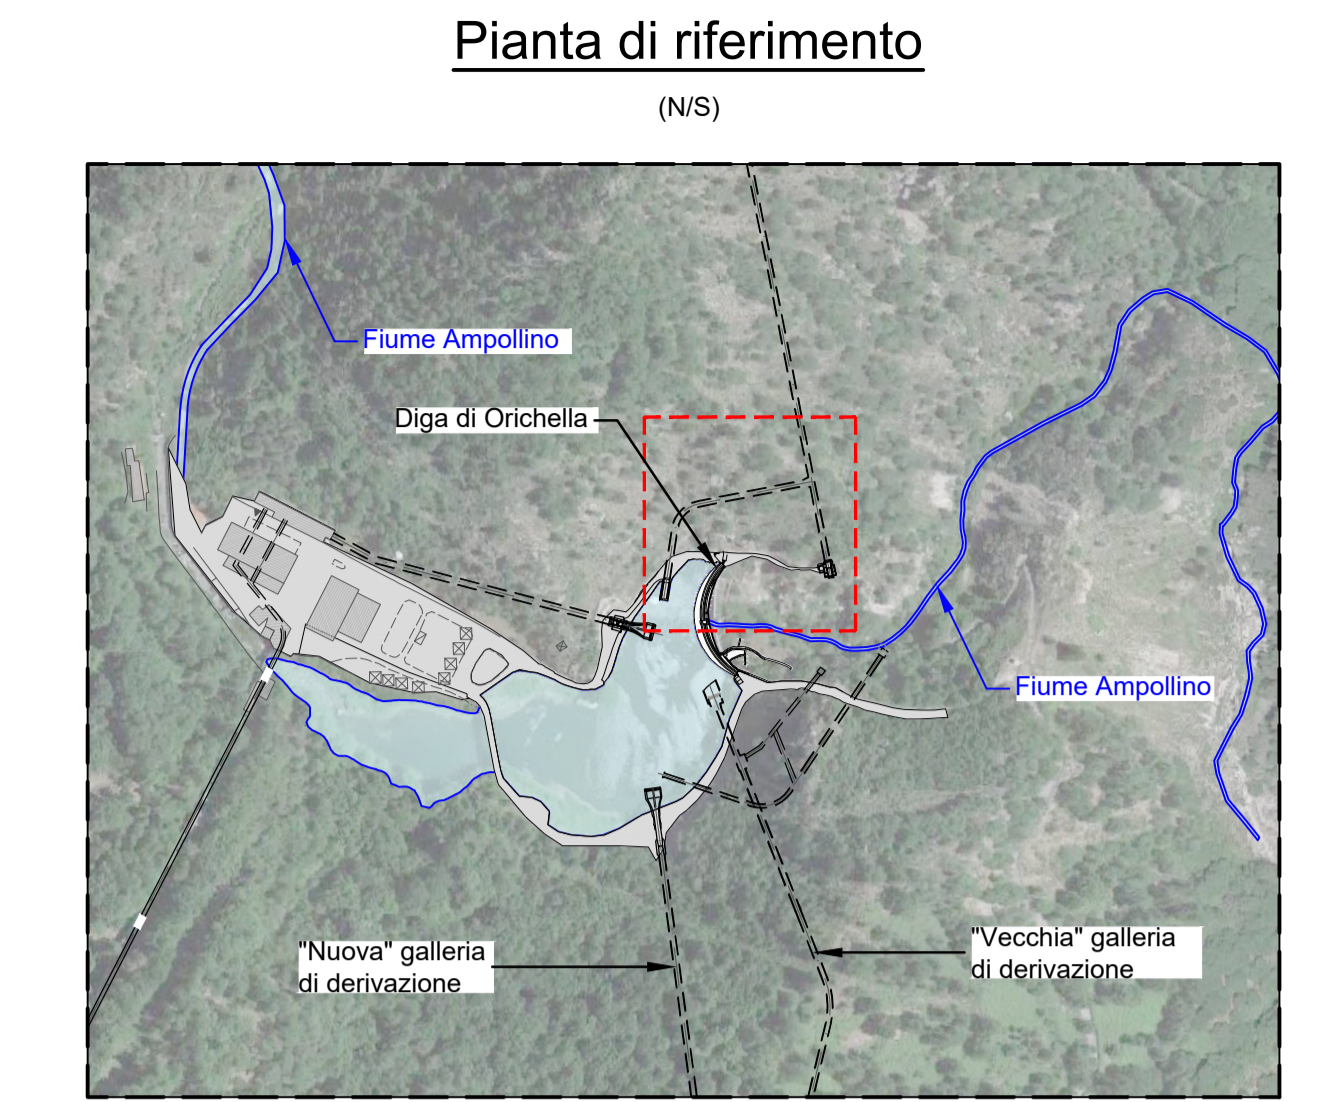 Pianta di riferimento
(N/S)
Fiume Ampollino
Diga di Orichella
Fiume Ampollino
"Nuova" galleria
di derivazione
"Vecchia" galleria
di derivazione